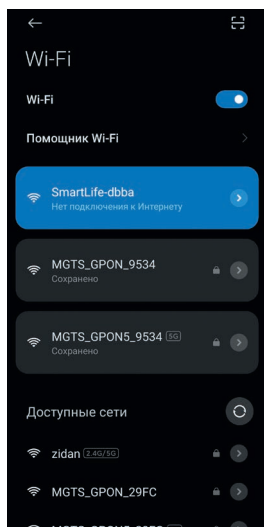 Wi-Fi
Wi-Fi
Помощник Wi-Fi
SmartLife-dbba
Нет подключения к Интернету
MGTS_GPON_9534
Сохранено
MGTS_GPON5_9534 5G
Сохранено
Доступные сети
zidan 2.4G/5G
MGTS_GPON_29FC